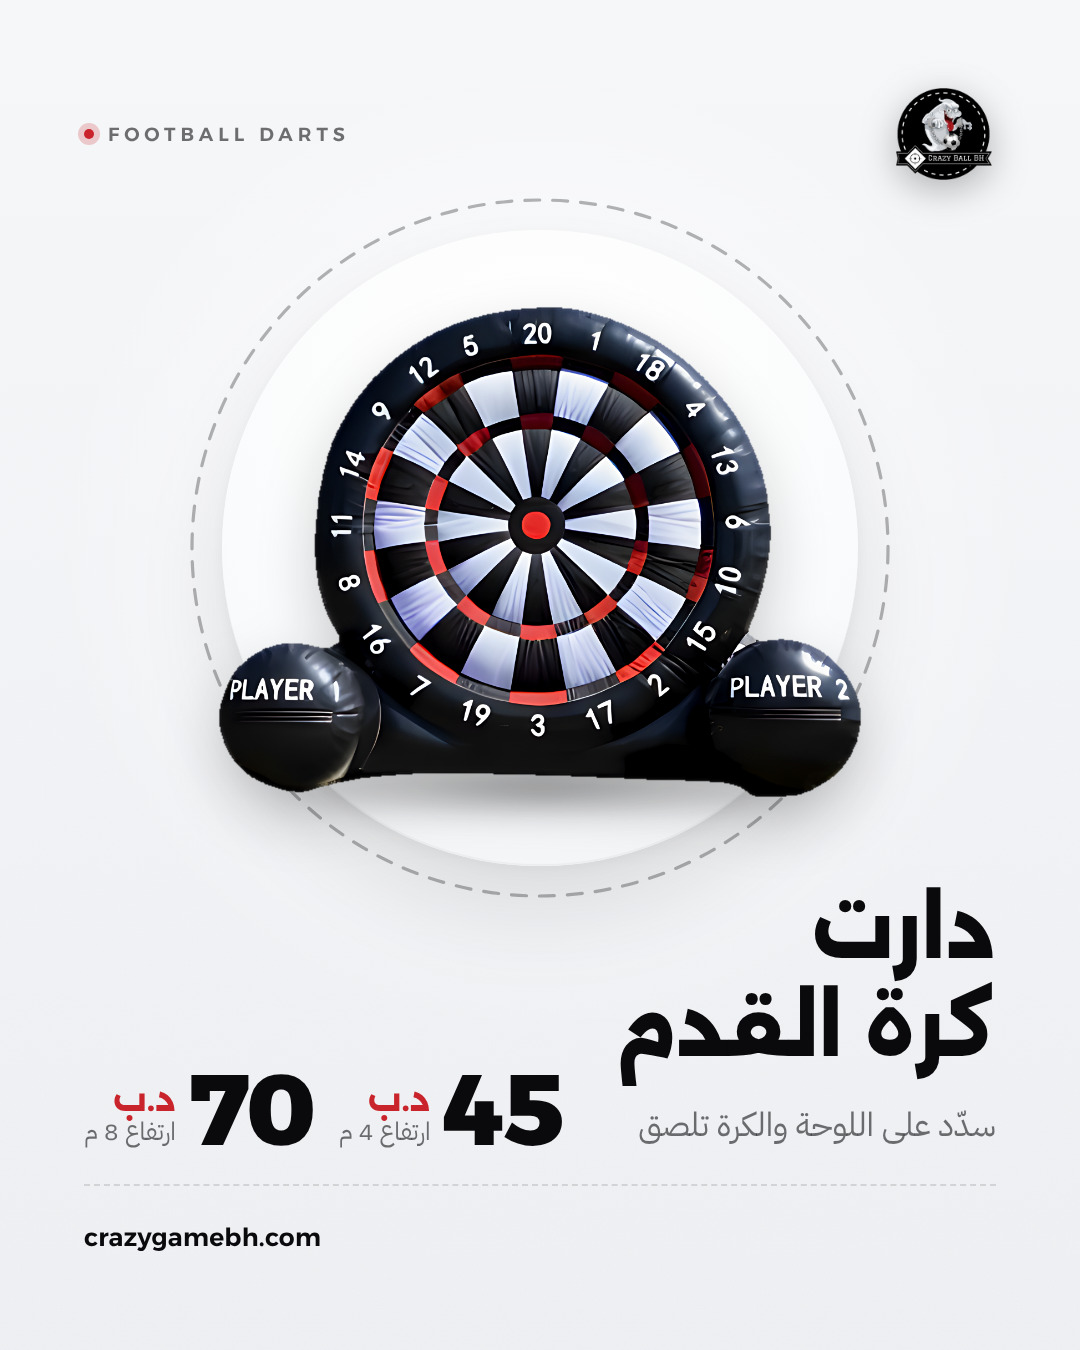 FOOTBALL DARTS
CRAZY BALL BH
20
1
18
4
13
6
10
15
2
17
3
19
7
16
8
11
14
9
12
5
PLAYER 1
PLAYER 2
دارت
كرة القدم
سدّد على اللوحة والكرة تلصق
45 د.ب
ارتفاع 4 م
70 د.ب
ارتفاع 8 م
crazygamebh.com